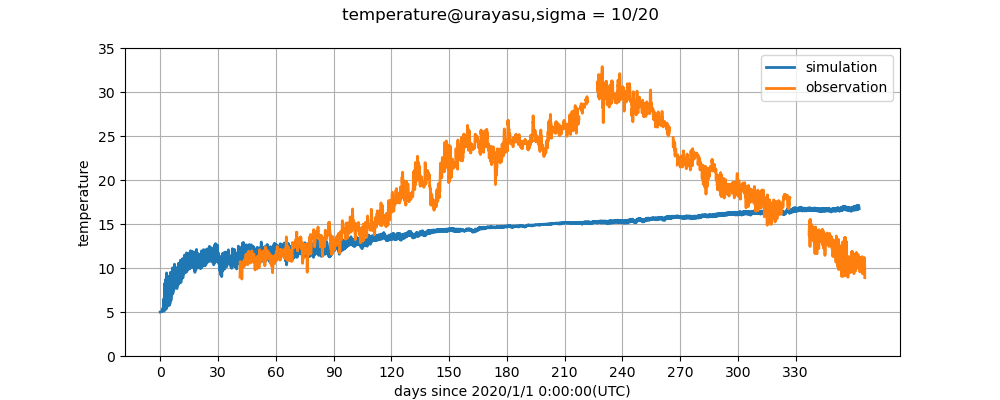 temperature@urayasu,sigma = 10/20
35
30
25
20
15
10
5
0
temperature
simulation
observation
0 30 60 90 120 150 180 210 240 270 300 330
days since 2020/1/1 0:00:00(UTC)